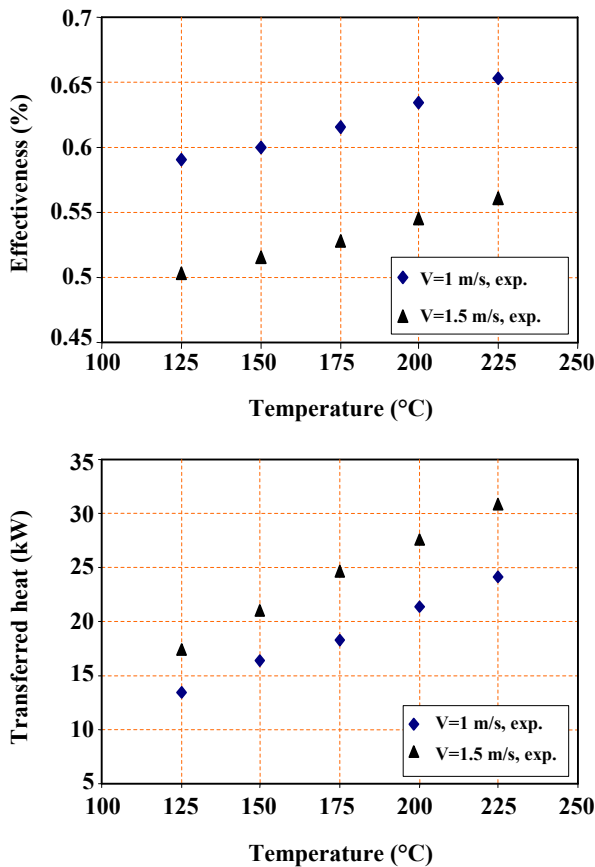 0.7
0.65
0.6
0.55
0.5
0.45
Effectiveness (%)
V=1 m/s, exp.
V=1.5 m/s, exp.
100 125 150 175 200 225 250
Temperature (°C)
35
30
25
20
15
10
5
Transferred heat (kW)
V=1 m/s, exp.
V=1.5 m/s, exp.
100 125 150 175 200 225 250
Temperature (°C)